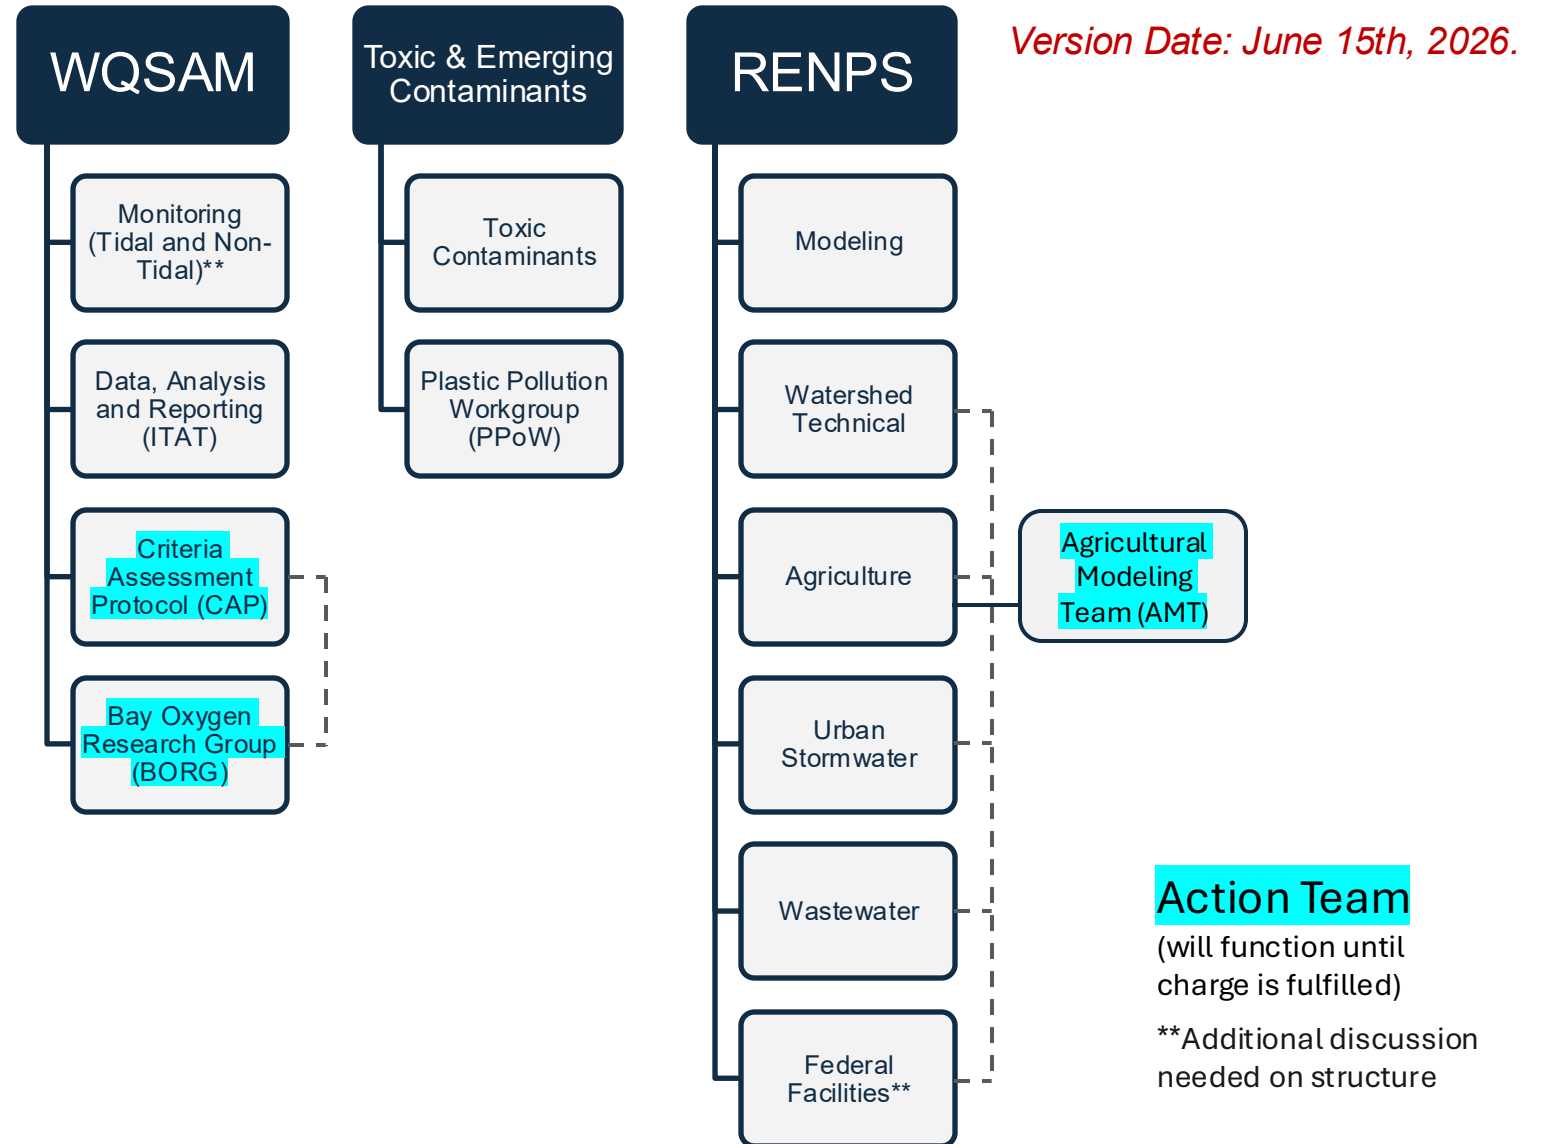 WQSAM
Monitoring
(Tidal and Non-
Tidal)**
Data, Analysis
and Reporting
(ITAT)
Criteria
Assessment
Protocol (CAP)
Bay Oxygen
Research Group
(BORG)
Toxic & Emerging
Contaminants
Toxic
Contaminants
Plastic Pollution
Workgroup
(PPoW)
RENPS
Modeling
Watershed
Technical
Agriculture
Urban
Stormwater
Wastewater
Federal
Facilities**
Version Date: June 15th, 2026.
Agricultural
Modeling
Team (AMT)
Action Team
(will function until
charge is fulfilled)
**Additional discussion
needed on structure